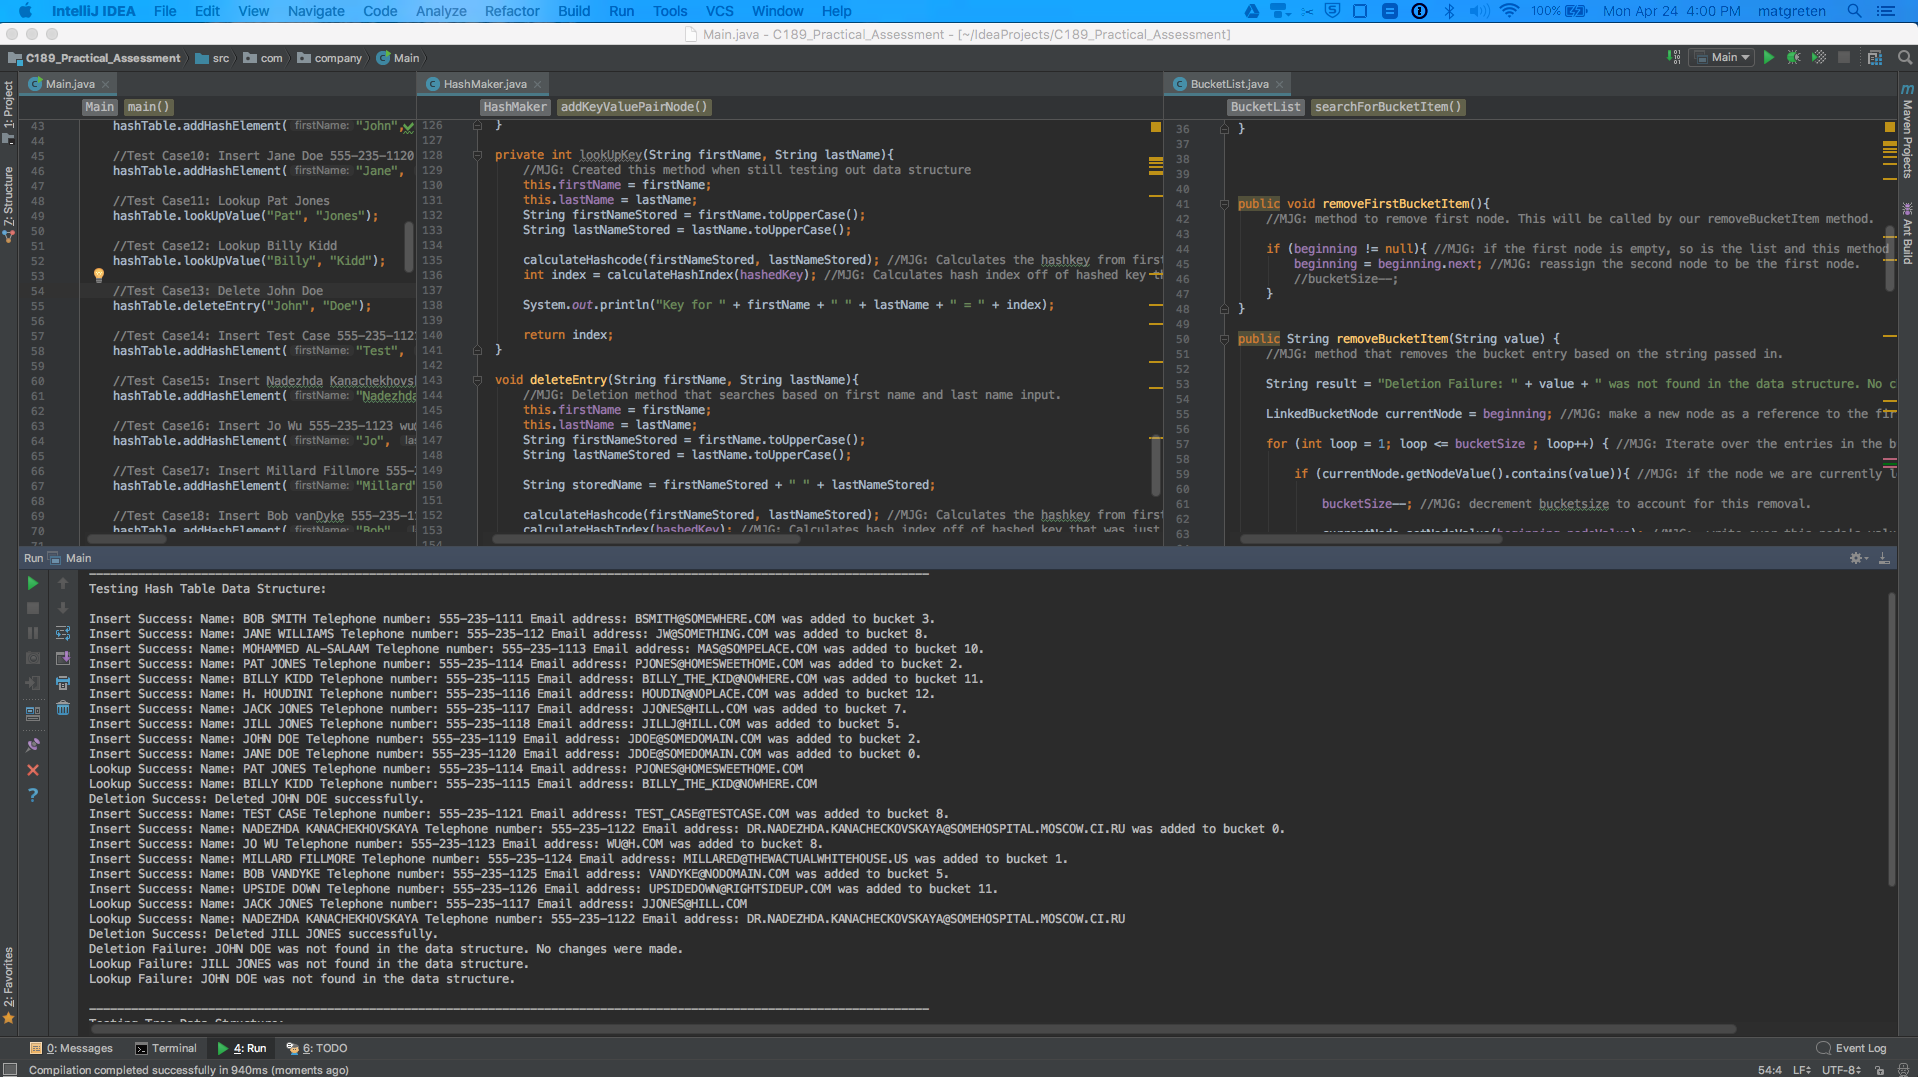 IntelliJ IDEA File Edit View Navigate Code Analyze Refactor Build Run Tools VCS Window Help 100% Mon Apr 24 4:00 PM matgreten
Main.java - C189_Practical_Assessment - [~/IdeaProjects/C189_Practical_Assessment]
C189_Practical_Assessment src com company Main Main
Main.java HashMaker.java BucketList.java
Main main() HashMaker addKeyValuePairNode() BucketList searchForBucketItem()
1: Project
Z: Structure
2: Favorites
43 hashTable.addHashElement( firstName: "John",
44
45 //Test Case10: Insert Jane Doe 555-235-1120
46 hashTable.addHashElement( firstName: "Jane",
47
48 //Test Case11: Lookup Pat Jones
49 hashTable.lookUpValue("Pat", "Jones");
50
51 //Test Case12: Lookup Billy Kidd
52 hashTable.lookUpValue("Billy", "Kidd");
53
54 //Test Case13: Delete John Doe
55 hashTable.deleteEntry("John", "Doe");
56
57 //Test Case14: Insert Test Case 555-235-1121
58 hashTable.addHashElement( firstName: "Test",
59
60 //Test Case15: Insert Nadezhda Kanachekhovs
61 hashTable.addHashElement( firstName: "Nadezhda
62
63 //Test Case16: Insert Jo Wu 555-235-1123 wu@
64 hashTable.addHashElement( firstName: "Jo",
65
66 //Test Case17: Insert Millard Fillmore 555-
67 hashTable.addHashElement( firstName: "Millard"
68
69 //Test Case18: Insert Bob vanDyke 555-235-1
70 hashTable.addHashElement( firstName: "Bob",
126 }
127
128 private int lookUpKey(String firstName, String lastName){
129 //MJG: Created this method when still testing out data structure
130 this.firstName = firstName;
131 this.lastName = lastName;
132 String firstNameStored = firstName.toUpperCase();
133 String lastNameStored = lastName.toUpperCase();
134
135 calculateHashcode(firstNameStored, lastNameStored); //MJG: Calculates the hashkey from firs
136 int index = calculateHashIndex(hashedKey); //MJG: Calculates hash index off of hashed key t
137
138 System.out.println("Key for " + firstName + " " + lastName + " = " + index);
139
140 return index;
141 }
142
143 void deleteEntry(String firstName, String lastName){
144 //MJG: Deletion method that searches based on first name and last name input.
145 this.firstName = firstName;
146 this.lastName = lastName;
147 String firstNameStored = firstName.toUpperCase();
148 String lastNameStored = lastName.toUpperCase();
149
150 String storedName = firstNameStored + " " + lastNameStored;
151
152 calculateHashcode(firstNameStored, lastNameStored); //MJG: Calculates the hashkey from firs
153 calculateHashIndex(hashedKey); //MJG: Calculates hash index off of hashed key that was just
154
36 }
37
38
39
40
41 public void removeFirstBucketItem(){
42 //MJG: method to remove first node. This will be called by our removeBucketItem method.
43
44 if (beginning != null){ //MJG: if the first node is empty, so is the list and this method
45 beginning = beginning.next; //MJG: reassign the second node to be the first node.
46 //bucketSize--;
47 }
48 }
49
50 public String removeBucketItem(String value) {
51 //MJG: method that removes the bucket entry based on the string passed in.
52
53 String result = "Deletion Failure: " + value + " was not found in the data structure. No c
54
55 LinkedBucketNode currentNode = beginning; //MJG: make a new node as a reference to the fir
56
57 for (int loop = 1; loop <= bucketSize ; loop++) { //MJG: Iterate over the entries in the b
58
59 if (currentNode.getNodeValue().contains(value)){ //MJG: if the node we are currently l
60
61 bucketSize--; //MJG: decrement bucketsize to account for this removal.
62
63
Maven Projects
Ant Build
Run Main
Testing Hash Table Data Structure:
Insert Success: Name: BOB SMITH Telephone number: 555-235-1111 Email address: BSMITH@SOMEWHERE.COM was added to bucket 3.
Insert Success: Name: JANE WILLIAMS Telephone number: 555-235-112 Email address: JW@SOMETHING.COM was added to bucket 8.
Insert Success: Name: MOHAMMED AL-SALAAM Telephone number: 555-235-1113 Email address: MAS@SOMPELACE.COM was added to bucket 10.
Insert Success: Name: PAT JONES Telephone number: 555-235-1114 Email address: PJONES@HOMESWEETHOME.COM was added to bucket 2.
Insert Success: Name: BILLY KIDD Telephone number: 555-235-1115 Email address: BILLY_THE_KID@NOWHERE.COM was added to bucket 11.
Insert Success: Name: H. HOUDINI Telephone number: 555-235-1116 Email address: HOUDIN@NOPLACE.COM was added to bucket 12.
Insert Success: Name: JACK JONES Telephone number: 555-235-1117 Email address: JJONES@HILL.COM was added to bucket 7.
Insert Success: Name: JILL JONES Telephone number: 555-235-1118 Email address: JILLJ@HILL.COM was added to bucket 5.
Insert Success: Name: JOHN DOE Telephone number: 555-235-1119 Email address: JDOE@SOMEDOMAIN.COM was added to bucket 2.
Insert Success: Name: JANE DOE Telephone number: 555-235-1120 Email address: JDOE@SOMEDOMAIN.COM was added to bucket 0.
Lookup Success: Name: PAT JONES Telephone number: 555-235-1114 Email address: PJONES@HOMESWEETHOME.COM
Lookup Success: Name: BILLY KIDD Telephone number: 555-235-1115 Email address: BILLY_THE_KID@NOWHERE.COM
Deletion Success: Deleted JOHN DOE successfully.
Insert Success: Name: TEST CASE Telephone number: 555-235-1121 Email address: TEST_CASE@TESTCASE.COM was added to bucket 8.
Insert Success: Name: NADEZHDA KANACHEKHOVSKAYA Telephone number: 555-235-1122 Email address: DR.NADEZHDA.KANACHECKOVSKAYA@SOMEHOSPITAL.MOSCOW.CI.RU was added to bucket 0.
Insert Success: Name: JO WU Telephone number: 555-235-1123 Email address: WU@H.COM was added to bucket 8.
Insert Success: Name: MILLARD FILLMORE Telephone number: 555-235-1124 Email address: MILLARED@THEWACTUALWHITEHOUSE.US was added to bucket 1.
Insert Success: Name: BOB VANDYKE Telephone number: 555-235-1125 Email address: VANDYKE@NODOMAIN.COM was added to bucket 5.
Insert Success: Name: UPSIDE DOWN Telephone number: 555-235-1126 Email address: UPSIDEDOWN@RIGHTSIDEUP.COM was added to bucket 11.
Lookup Success: Name: JACK JONES Telephone number: 555-235-1117 Email address: JJONES@HILL.COM
Lookup Success: Name: NADEZHDA KANACHEKHOVSKAYA Telephone number: 555-235-1122 Email address: DR.NADEZHDA.KANACHECKOVSKAYA@SOMEHOSPITAL.MOSCOW.CI.RU
Deletion Success: Deleted JILL JONES successfully.
Deletion Failure: JOHN DOE was not found in the data structure. No changes were made.
Lookup Failure: JILL JONES was not found in the data structure.
Lookup Failure: JOHN DOE was not found in the data structure.
0: Messages Terminal 4: Run 6: TODO Event Log
Compilation completed successfully in 940ms (moments ago) 54:4 LF UTF-8